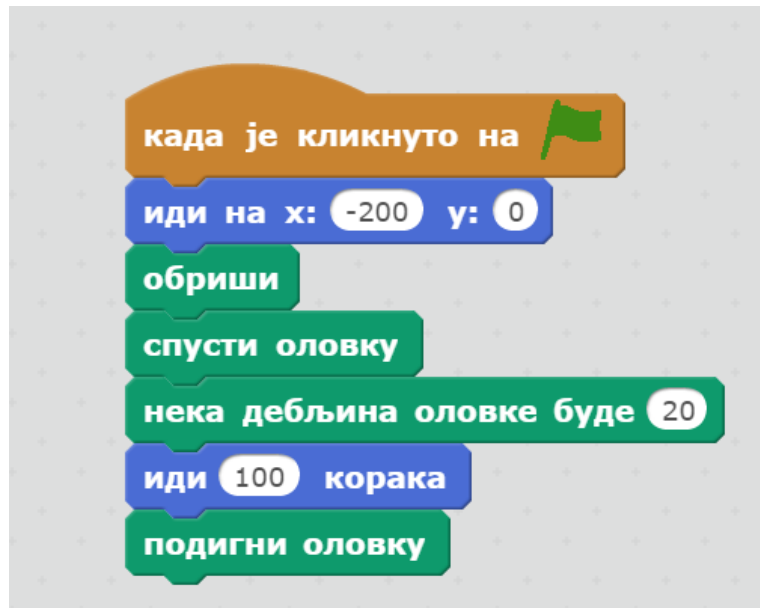 када је кликнуто на
иди на x: -200 y: 0
обриши
спусти оловку
нека дебљина оловке буде 20
иди 100 корака
подигни оловку